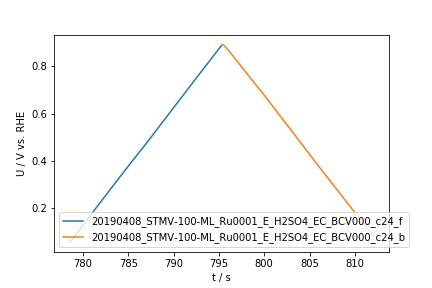 0.8
0.6
0.4
0.2
U / V vs. RHE
20190408_STMV-100-ML_Ru0001_E_H2SO4_EC_BCV000_c24_f
20190408_STMV-100-ML_Ru0001_E_H2SO4_EC_BCV000_c24_b
780 785 790 795 800 805 810
t / s